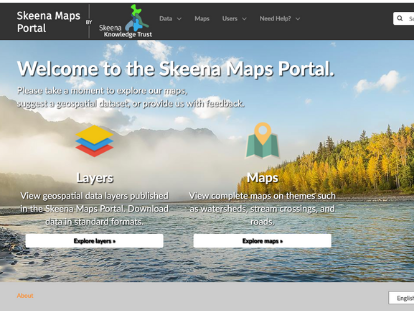 Skeena Maps
Portal
BY
Skeena
Knowledge Trust
Data Maps Users Need Help?
Welcome to the Skeena Maps Portal.
Please take a moment to explore our maps,
suggest a geospatial dataset, or provide us with feedback.
Layers
View geospatial data layers published
in the Skeena Maps Portal. Download
data in standard formats.
Explore layers »
Maps
View complete maps on themes such
as watersheds, stream crossings, and
roads.
Explore maps »
About
English